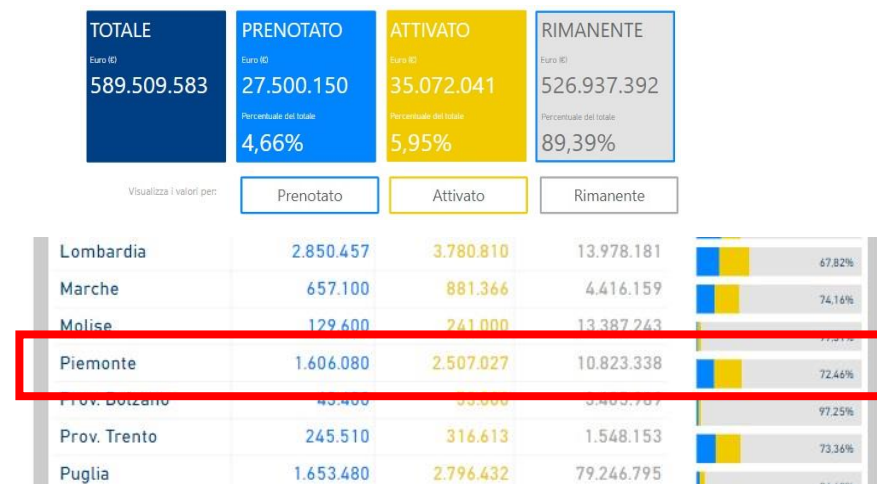 TOTALE PRENOTATO ATTIVATO RIMANENTE
Euro (€) Euro (€) Euro (€) Euro (€)
589.509.583 27.500.150 35.072.041 526.937.392
Percentuale del totale Percentuale del totale Percentuale del totale
4,66% 5,95% 89,39%
Visualizza i valori per: Prenotato Attivato Rimanente
Lombardia 2.850.457 3.780.810 13.978.181 67,82%
Marche 657.100 881.366 4.416.159 74,16%
Molise 129.600 241.000 13.387.243
Piemonte 1.606.080 2.507.027 10.823.338 72,46%
Prov. Bolzano 97,25%
Prov. Trento 245.510 316.613 1.548.153 73,36%
Puglia 1.653.480 2.796.432 79.246.795